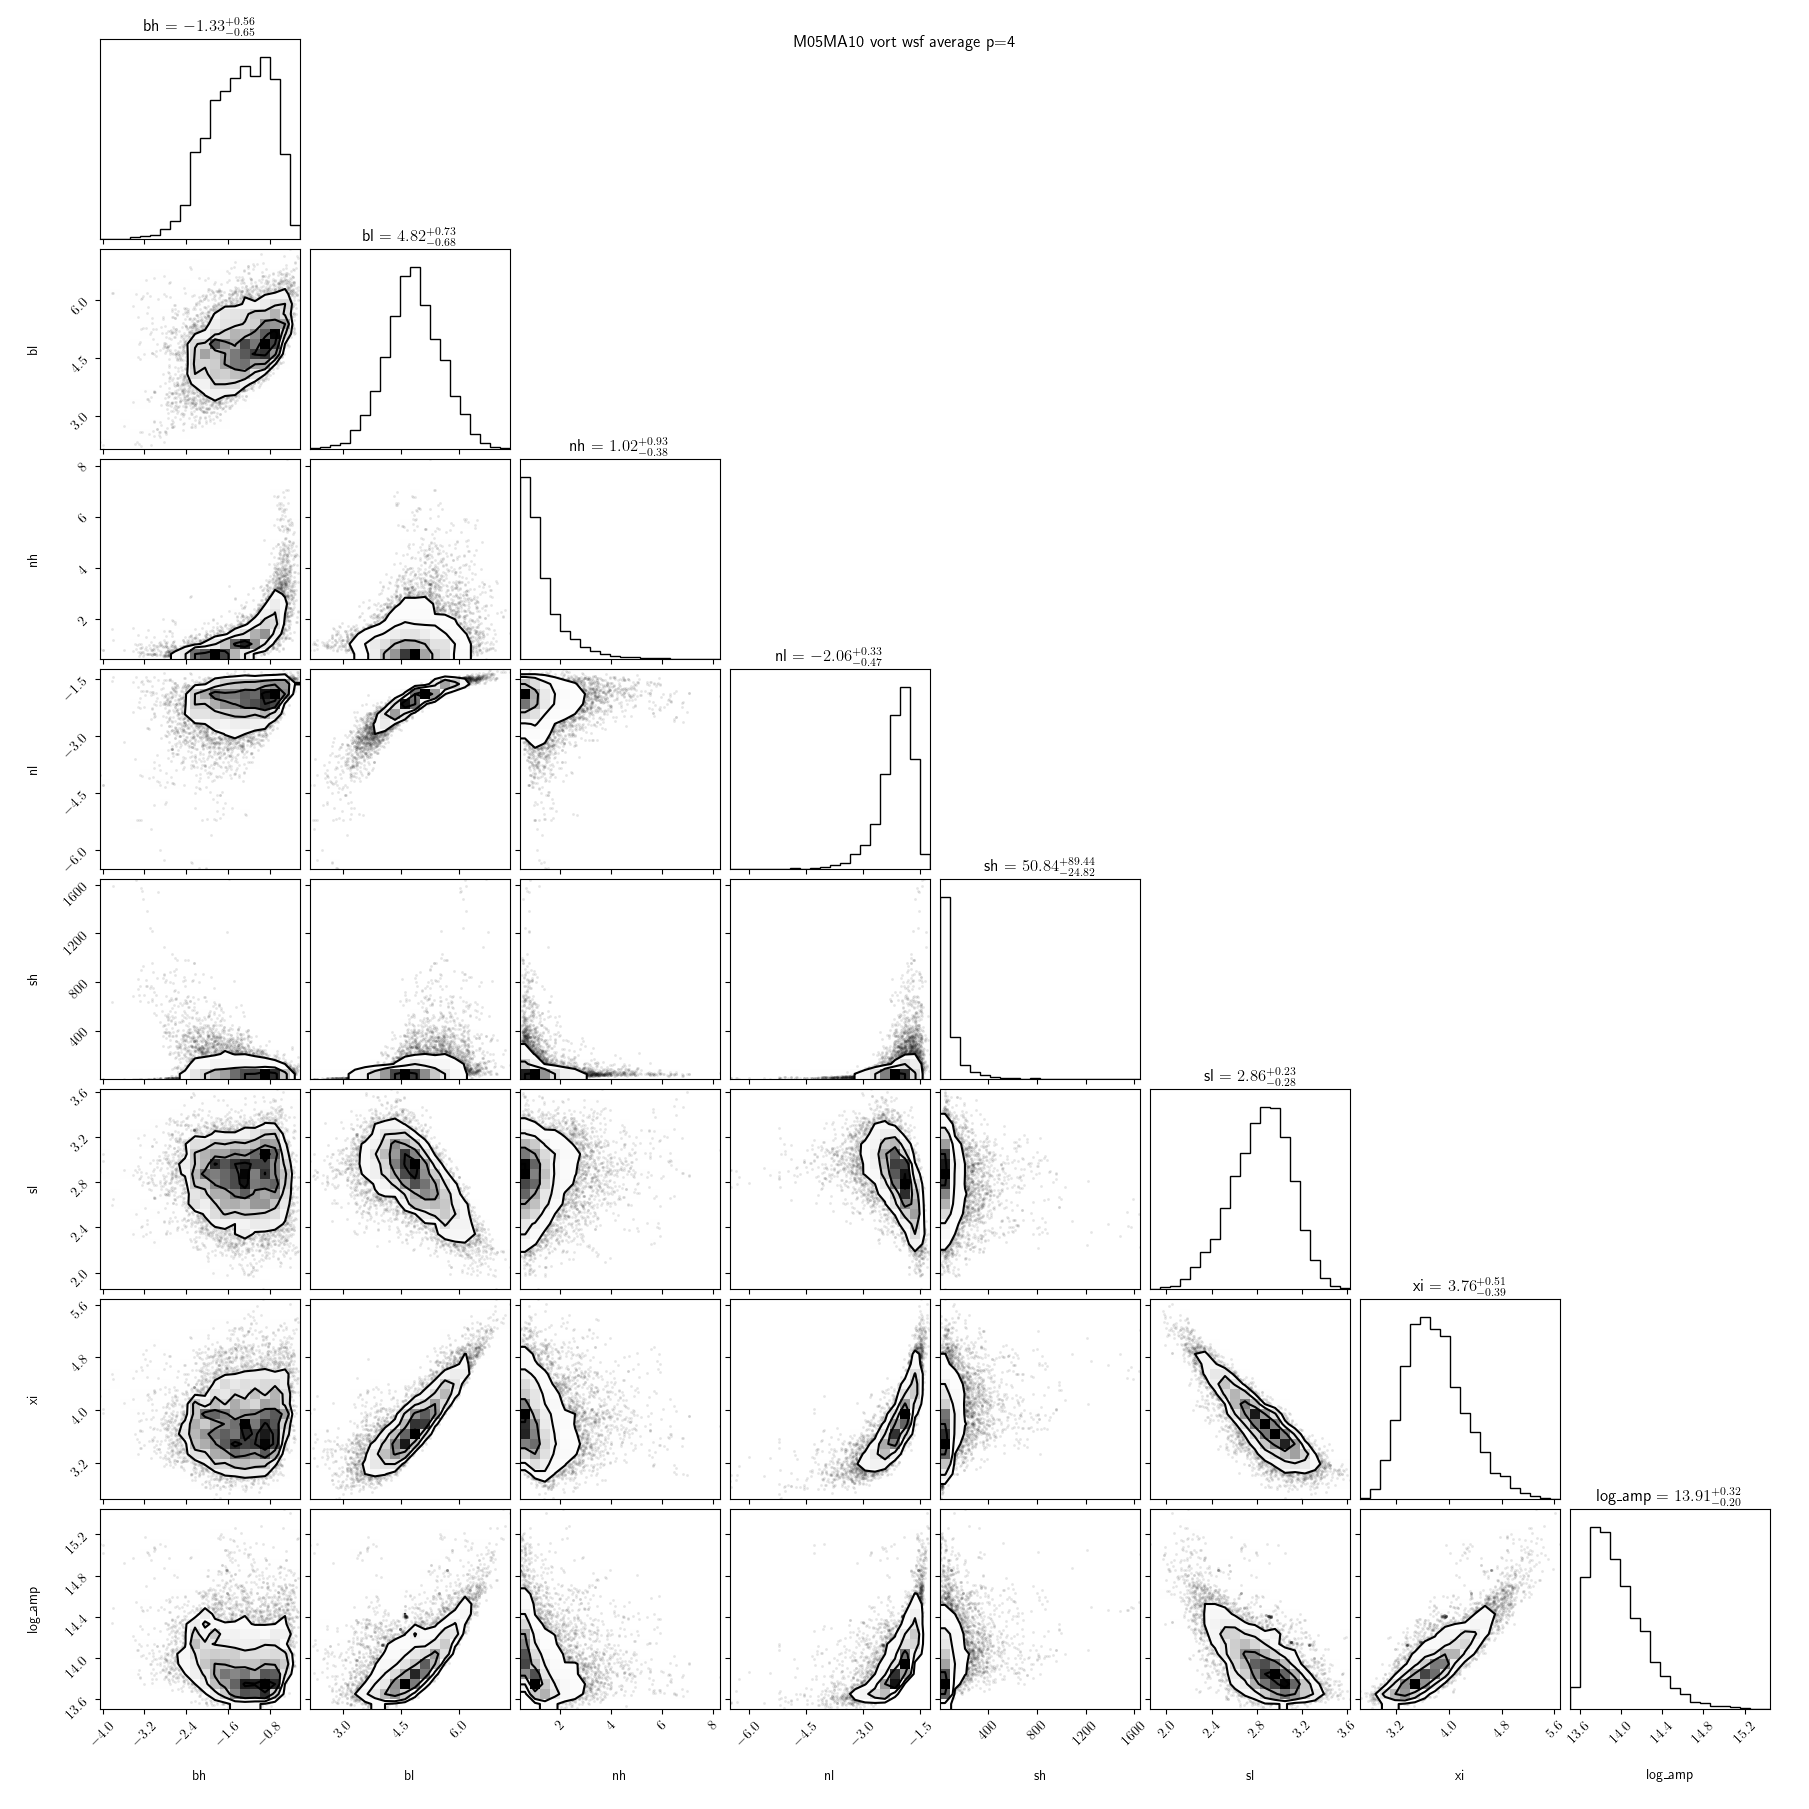 M05MA10 vort wsf average p=4
bh = −1.33+0.56 −0.65
bl = 4.82+0.73 −0.68
bl
6.0
4.5
3.0
nh = 1.02+0.93 −0.38
nh
8
6
4
2
nl = −2.06+0.33 −0.47
nl
−1.5
−3.0
−4.5
−6.0
sh = 50.84+89.44 −24.82
sh
1600
1200
800
400
sl = 2.86+0.23 −0.28
sl
3.6
3.2
2.8
2.4
2.0
xi = 3.76+0.51 −0.39
xi
5.6
4.8
4.0
3.2
log_amp = 13.91+0.32 −0.20
log_amp
15.2
14.8
14.4
14.0
13.6
−4.0 −3.2 −2.4 −1.6 −0.8 3.0 4.5 6.0 2 4 6 8 −6.0 −4.5 −3.0 −1.5 400 800 1200 1600 2.0 2.4 2.8 3.2 3.6 3.2 4.0 4.8 5.6 13.6 14.0 14.4 14.8 15.2
bh bl nh nl sh sl xi log_amp